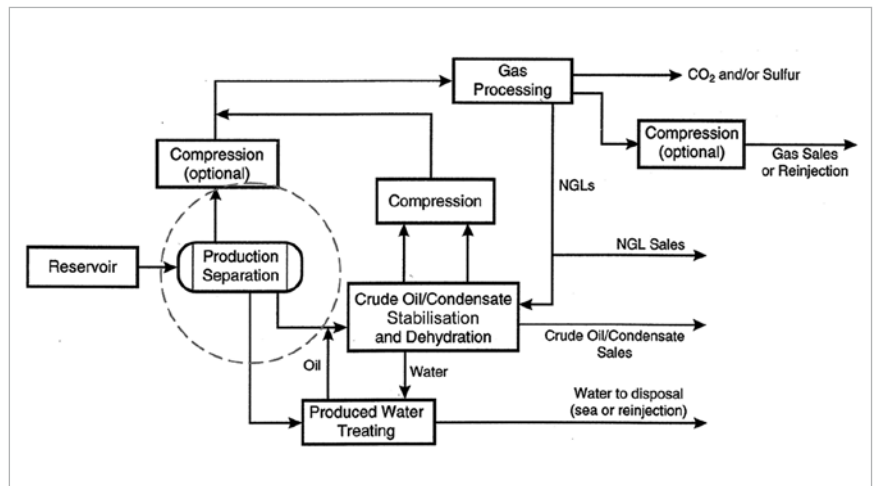 Gas
Processing
CO₂ and/or Sulfur
Compression
(optional)
Gas Sales
or Reinjection
Compression
(optional)
NGLs
Compression
NGL Sales
Reservoir
Production
Separation
Crude Oil/Condensate
Stabilisation
and Dehydration
Crude Oil/Condensate
Sales
Oil
Water
Produced Water
Treating
Water to disposal
(sea or reinjection)